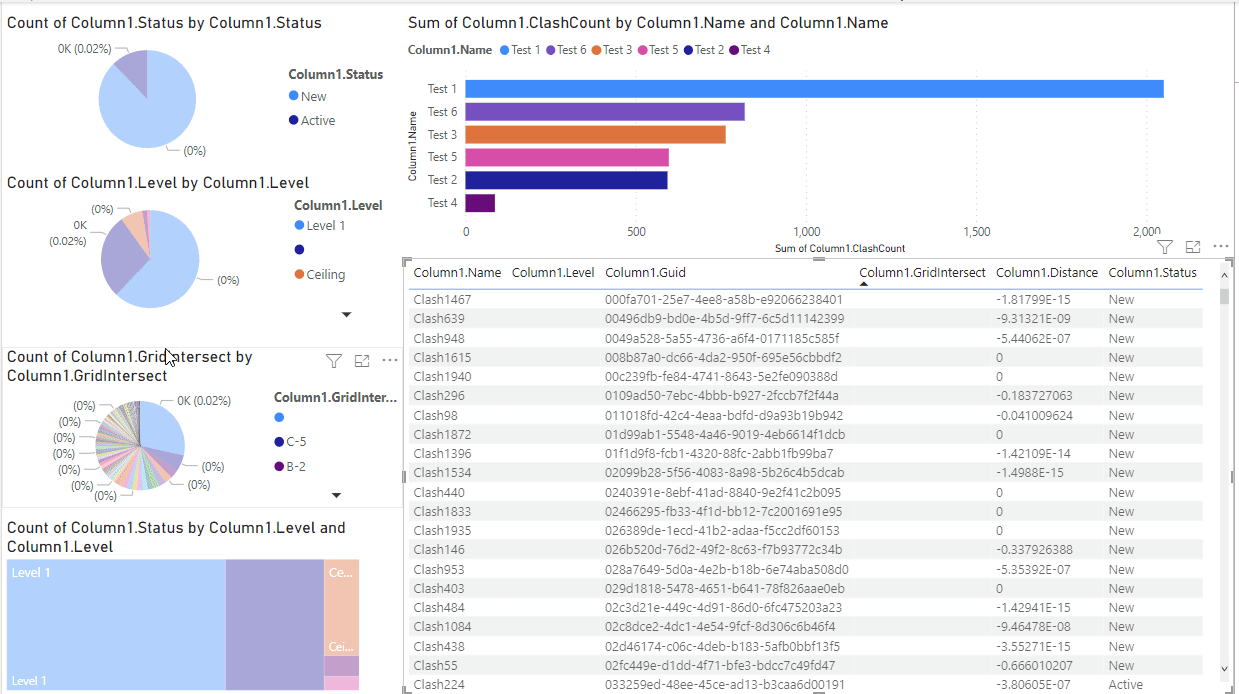 Count of Column1.Status by Column1.Status
0K (0.02%)
(0%)
Column1.Status
New
Active
Count of Column1.Level by Column1.Level
(0%)
0K
(0.02%)
(0%)
Column1.Level
Level 1
Ceiling
Count of Column1.GridIntersect by
Column1.GridIntersect
0K (0.02%)
(0%)
(0%)
(0%)
(0%)
(0%)
(0%)
(0%)
(0%)
Column1.GridInter...
C-5
B-2
Count of Column1.Status by Column1.Level and
Column1.Level
Level 1
Ce...
Cei...
Level 1
Sum of Column1.ClashCount by Column1.Name and Column1.Name
Column1.Name Test 1 Test 6 Test 3 Test 5 Test 2 Test 4
Column1.Name
Test 1
Test 6
Test 3
Test 5
Test 2
Test 4
0 500 1,000 1,500 2,000
Sum of Column1.ClashCount
Column1.Name Column1.Level Column1.Guid Column1.GridIntersect Column1.Distance Column1.Status
Clash1467 000fa701-25e7-4ee8-a58b-e92066238401 -1.81799E-15 New
Clash639 00496db9-bd0e-4b5d-9ff7-6c5d11142399 -9.31321E-09 New
Clash948 0049a528-5a55-4736-a6f4-0171185c585f -5.44062E-07 New
Clash1615 008b87a0-dc66-4da2-950f-695e56cbbdf2 0 New
Clash1940 00c239fb-fe84-4741-8643-5e2fe090388d 0 New
Clash296 0109ad50-7ebc-4bbb-b927-2fccb7f2f44a -0.183727063 New
Clash98 011018fd-42c4-4eaa-bdfd-d9a93b19b942 -0.041009624 New
Clash1872 01d99ab1-5548-4a46-9019-4eb6614f1dcb 0 New
Clash1396 01f1d9f8-fcb1-4320-88fc-2abb1fb99ba7 -1.42109E-14 New
Clash1534 02099b28-5f56-4083-8a98-5b26c4b5dcab -1.4988E-15 New
Clash440 0240391e-8ebf-41ad-8840-9e2f41c2b095 0 New
Clash1833 02466295-fb33-4f1d-bb12-7c2001691e95 0 New
Clash1935 026389de-1ecd-41b2-adaa-f5cc2df60153 0 New
Clash146 026b520d-76d2-49f2-8c63-f7b93772c34b -0.337926388 New
Clash953 028a7649-5d0a-4e2b-b18b-6e74aba508d0 -5.35392E-07 New
Clash403 029d1818-5478-4651-b641-78f826aae0eb 0 New
Clash484 02c3d21e-449c-4d91-86d0-6fc475203a23 -1.42941E-15 New
Clash1084 02c8dce2-4dc1-4e54-9fcf-8d306c6b46f4 -9.46478E-08 New
Clash438 02d46174-c06c-4deb-b183-5afb0bbf13f5 -3.55271E-15 New
Clash55 02fc449e-d1dd-4f71-bfe3-bdcc7c49fd47 -0.666010207 New
Clash224 033259ed-48ee-45ce-ad13-b3caa6d00191 -3.80605E-07 Active